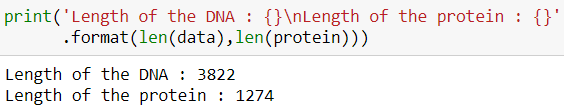 print('Length of the DNA : {}\nLength of the protein : {}'
.format(len(data),len(protein)))
Length of the DNA : 3822
Length of the protein : 1274